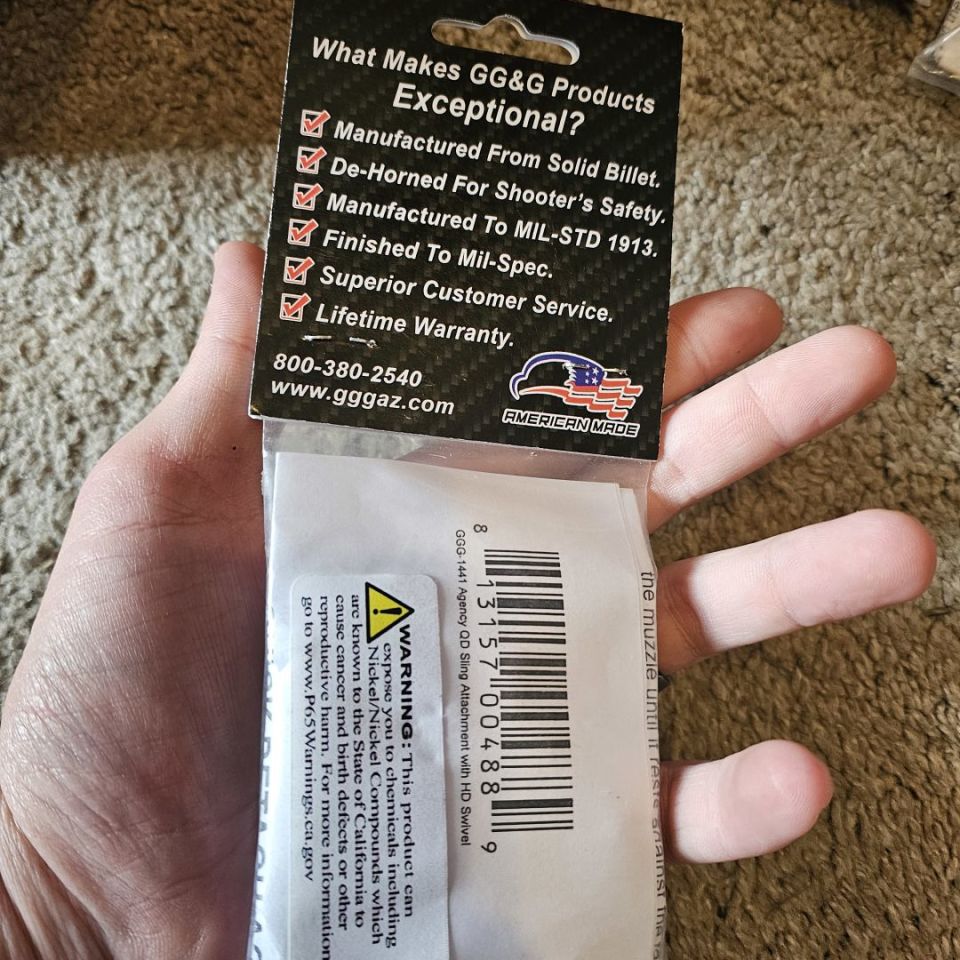 What Makes GG&G Products
Exceptional?
Manufactured From Solid Billet.
De-Horned For Shooter's Safety.
Manufactured To MIL-STD 1913.
Finished To Mil-Spec.
Superior Customer Service.
Lifetime Warranty.
800-380-2540
www.gggaz.com
AMERICAN MADE
the muzzle until it rests against the
8 13157 00488 9
GGG-1441 Agency QD Sling Attachment with HD Swivel
WARNING: This product can
expose you to chemicals including
Nickel/Nickel Compounds which
are known to the State of California to
cause cancer and birth defects or other
reproductive harm. For more information
go to www.P65Warnings.ca.gov